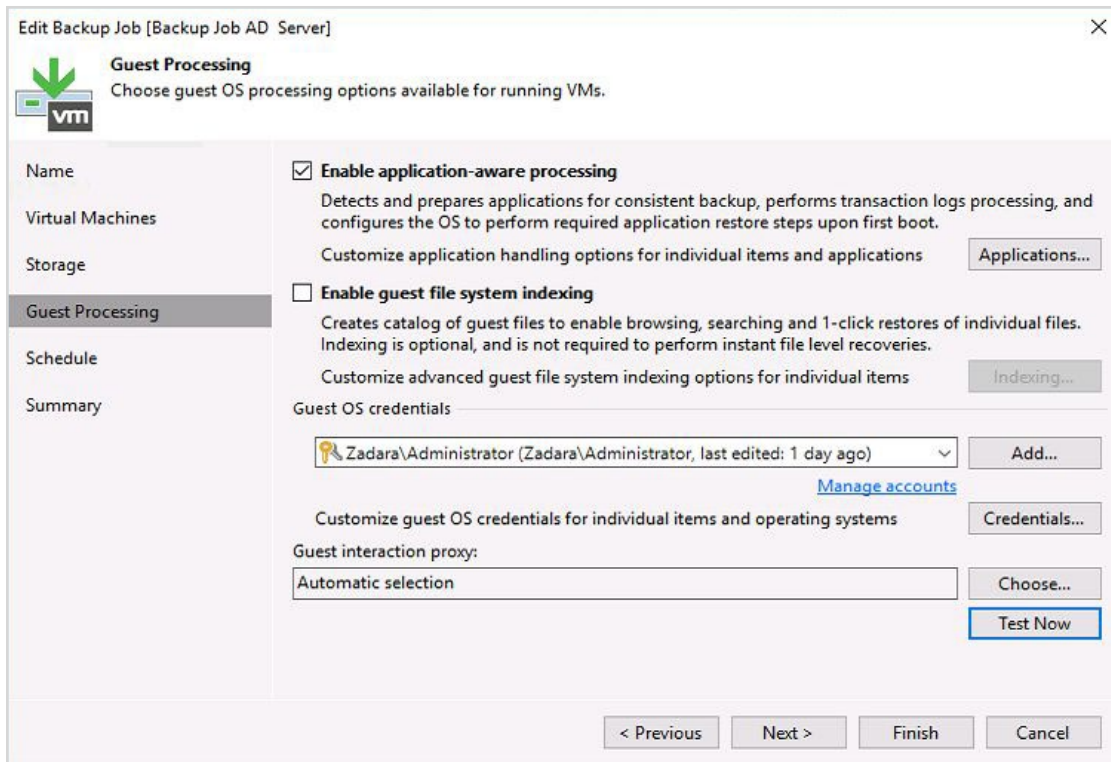 Edit Backup Job [Backup Job AD  Server]
Guest Processing
Choose guest OS processing options available for running VMs.
vm
Name
Virtual Machines
Storage
Guest Processing
Schedule
Summary
Enable application-aware processing
Detects and prepares applications for consistent backup, performs transaction logs processing, and
configures the OS to perform required application restore steps upon first boot.
Customize application handling options for individual items and applications
Applications...
Enable guest file system indexing
Creates catalog of guest files to enable browsing, searching and 1-click restores of individual files.
Indexing is optional, and is not required to perform instant file level recoveries.
Customize advanced guest file system indexing options for individual items
Indexing...
Guest OS credentials
Zadara\Administrator (Zadara\Administrator, last edited: 1 day ago)
Add...
Manage accounts
Customize guest OS credentials for individual items and operating systems
Credentials...
Guest interaction proxy:
Automatic selection
Choose...
Test Now
< Previous
Next >
Finish
Cancel